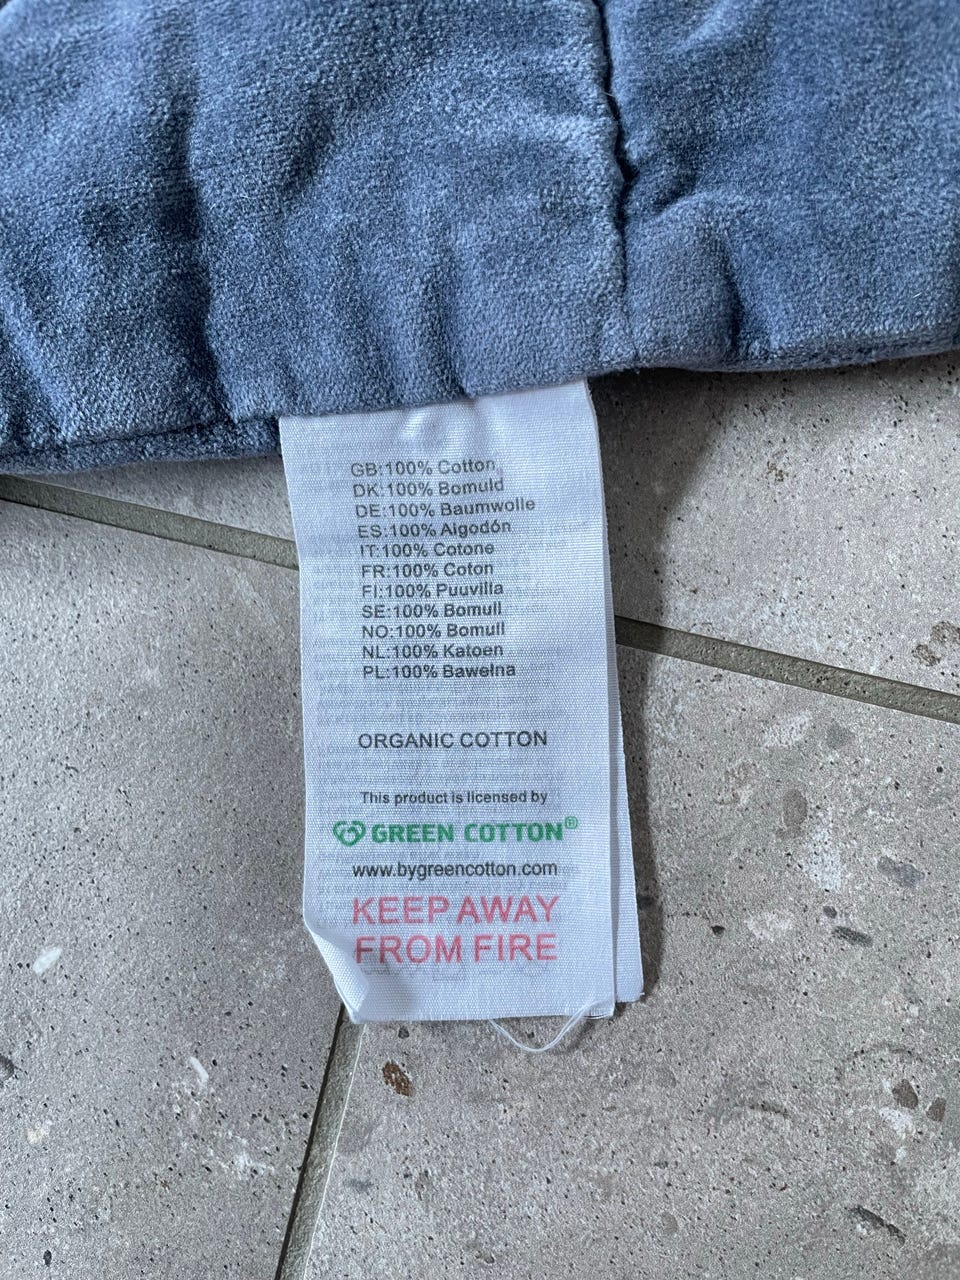 GB:100% Cotton
DK:100% Bomuld
DE:100% Baumwolle
ES:100% Algodón
IT:100% Cotone
FR:100% Coton
FI:100% Puuvilla
SE:100% Bomull
NO:100% Bomull
NL:100% Katoen
PL:100% Bawełna
ORGANIC COTTON
This product is licensed by
GREEN COTTON®
www.bygreencotton.com
KEEP AWAY
FROM FIRE